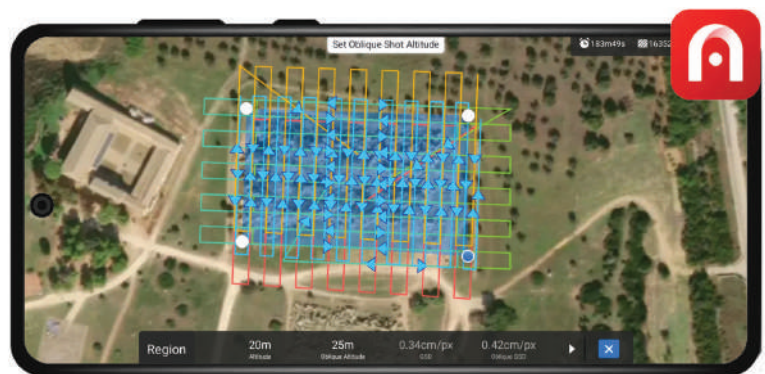 Set Oblique Shot Altitude
183m49s
16352
Region
20m
25m
0.34cm/px
0.42cm/px
Altitude
Oblique Altitude
GSD
Oblique GSD